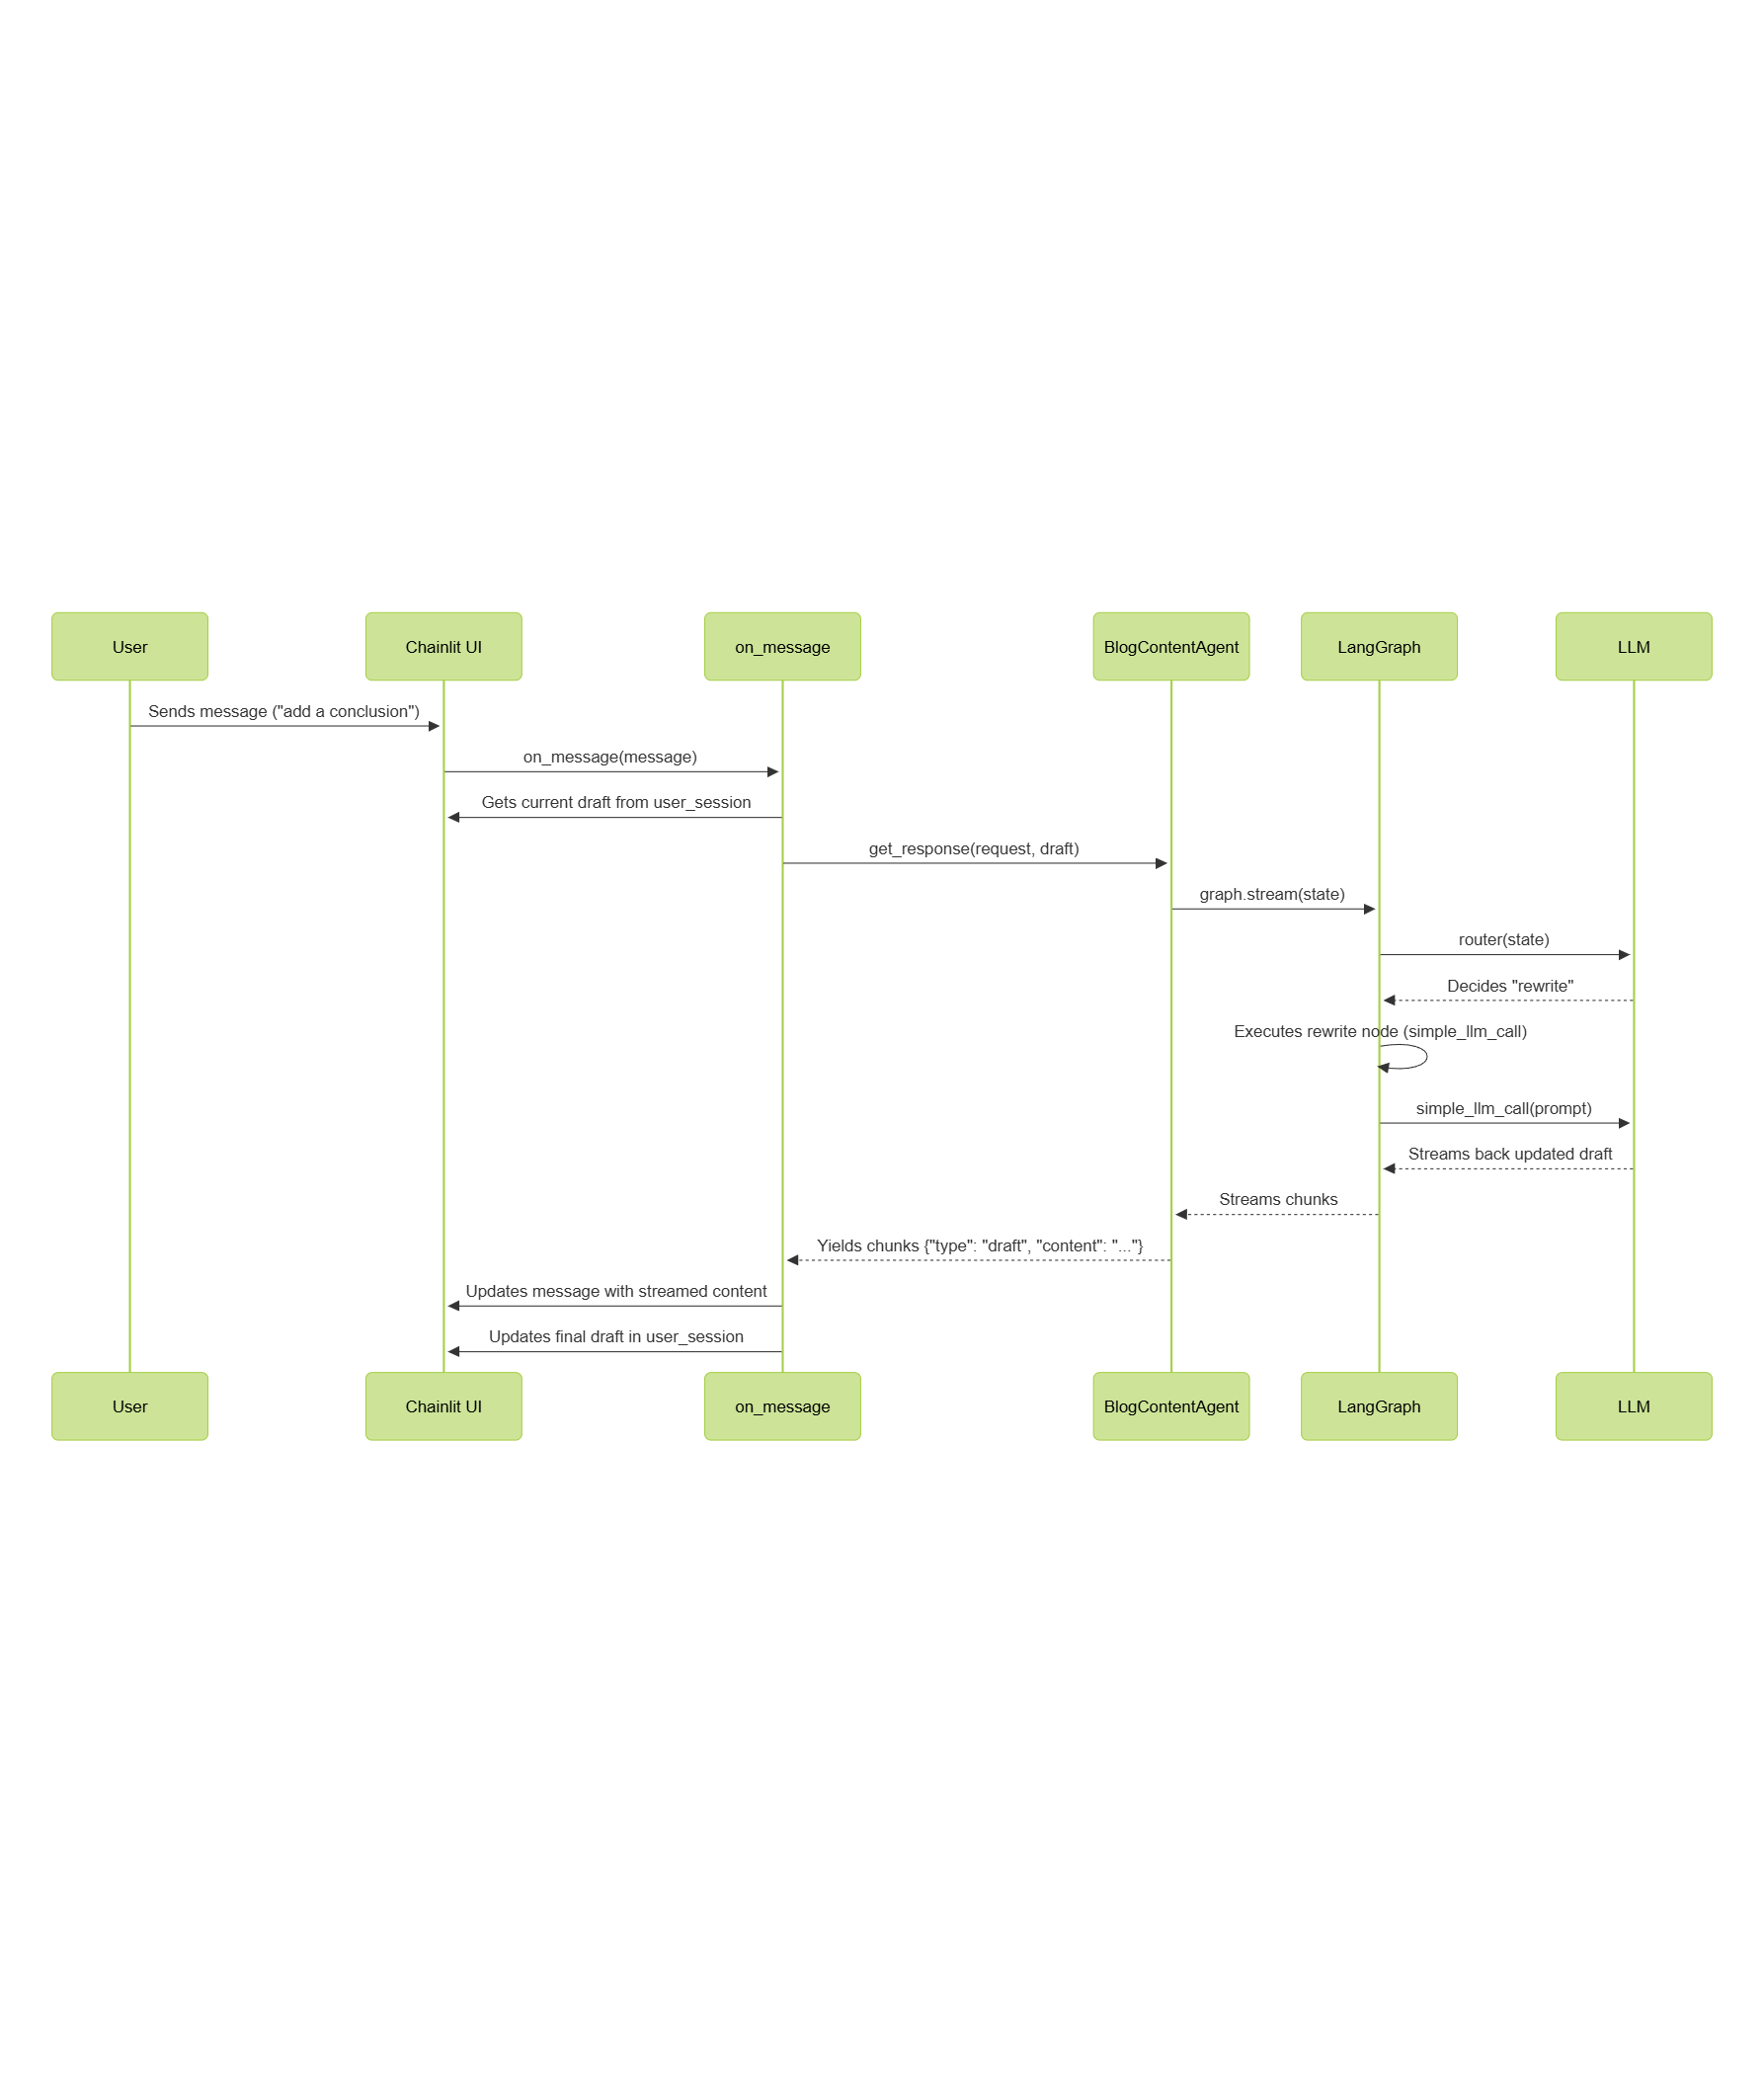 User
Chainlit UI
on_message
BlogContentAgent
LangGraph
LLM
Sends message ("add a conclusion")
on_message(message)
Gets current draft from user_session
get_response(request, draft)
graph.stream(state)
router(state)
Decides "rewrite"
Executes rewrite node (simple_llm_call)
simple_llm_call(prompt)
Streams back updated draft
Streams chunks
Yields chunks {"type": "draft", "content": "..."}
Updates message with streamed content
Updates final draft in user_session
User
Chainlit UI
on_message
BlogContentAgent
LangGraph
LLM